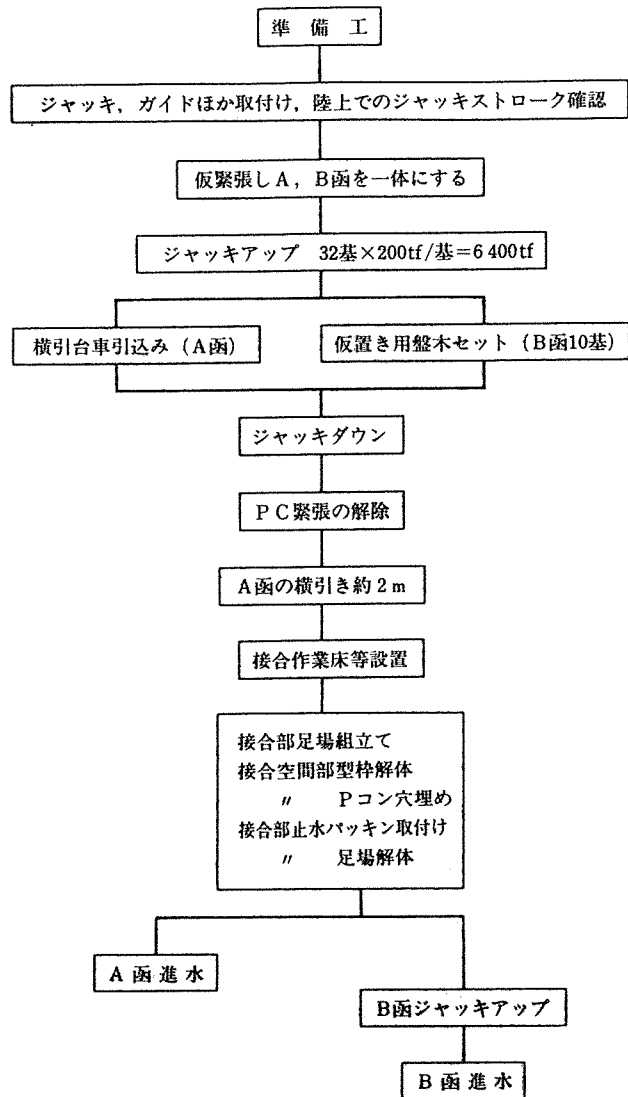 準備工
ジャッキ，ガイドほか取付け，陸上でのジャッキストローク確認
仮緊張しA，B函を一体にする
ジャッキアップ 32基×200tf/基＝6 400tf
横引台車引込み（A函）
仮置き用盤木セット（B函10基）
ジャッキダウン
PC緊張の解除
A函の横引き約2m
接合作業床等設置
接合部足場組立て
接合空間部型枠解体
〃 Pコン穴埋め
接合部止水パッキン取付け
〃 足場解体
A函進水
B函ジャッキアップ
B函進水